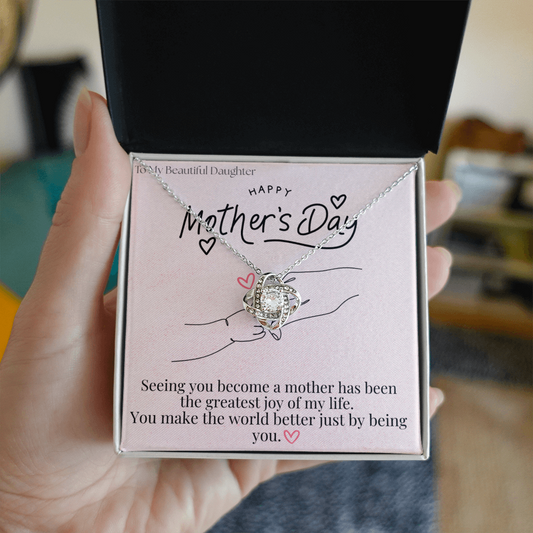 To My Beautiful Daughter
HAPPY
Mother's Day
Seeing you become a mother has been
the greatest joy of my life.
You make the world better just by being
you.